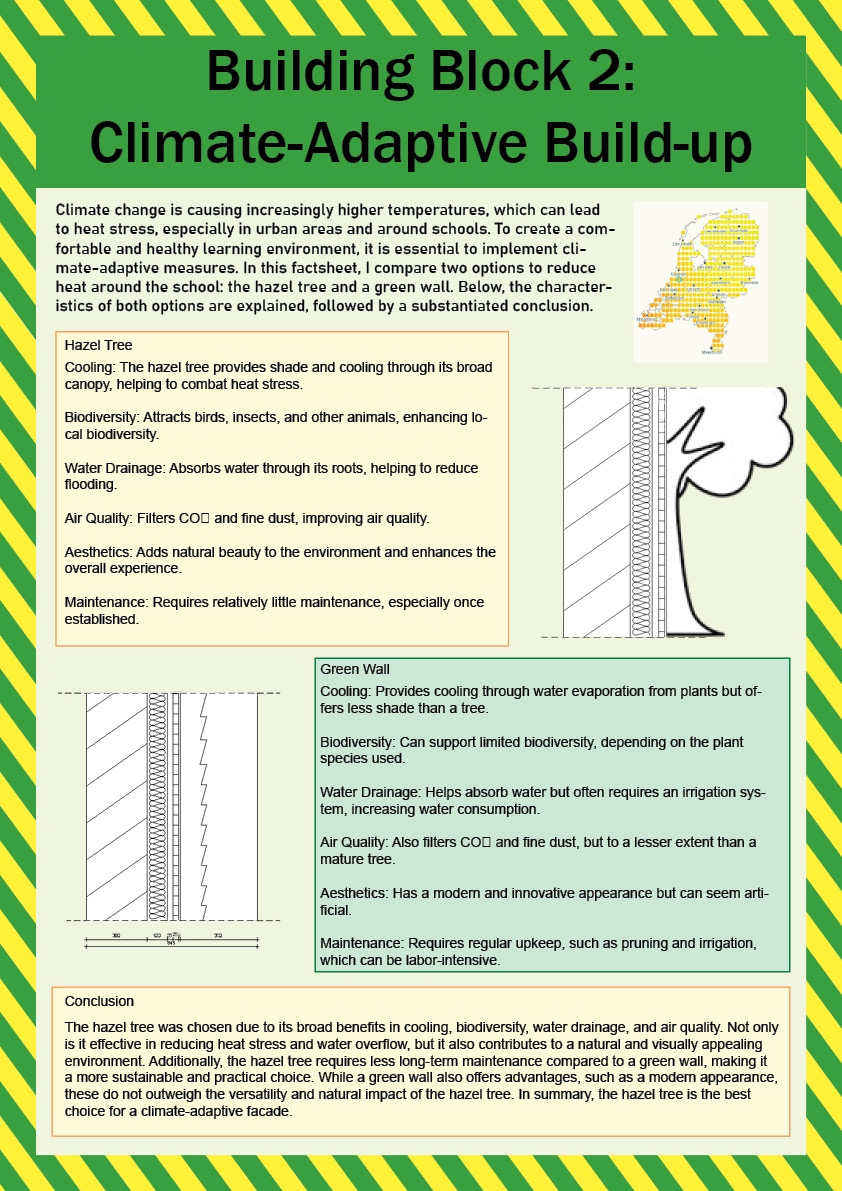 Building Block 2:
Climate-Adaptive Build-up
Climate change is causing increasingly higher temperatures, which can lead
to heat stress, especially in urban areas and around schools. To create a com-
fortable and healthy learning environment, it is essential to implement cli-
mate-adaptive measures. In this factsheet, I compare two options to reduce
heat around the school: the hazel tree and a green wall. Below, the character-
istics of both options are explained, followed by a substantiated conclusion.
Hazel Tree
Cooling: The hazel tree provides shade and cooling through its broad
canopy, helping to combat heat stress.
Biodiversity: Attracts birds, insects, and other animals, enhancing lo-
cal biodiversity.
Water Drainage: Absorbs water through its roots, helping to reduce
flooding.
Air Quality: Filters CO□ and fine dust, improving air quality.
Aesthetics: Adds natural beauty to the environment and enhances the
overall experience.
Maintenance: Requires relatively little maintenance, especially once
established.
Green Wall
Cooling: Provides cooling through water evaporation from plants but of-
fers less shade than a tree.
Biodiversity: Can support limited biodiversity, depending on the plant
species used.
Water Drainage: Helps absorb water but often requires an irrigation sys-
tem, increasing water consumption.
Air Quality: Also filters CO□ and fine dust, but to a lesser extent than a
mature tree.
Aesthetics: Has a modern and innovative appearance but can seem arti-
ficial.
Maintenance: Requires regular upkeep, such as pruning and irrigation,
which can be labor-intensive.
Conclusion
The hazel tree was chosen due to its broad benefits in cooling, biodiversity, water drainage, and air quality. Not only
is it effective in reducing heat stress and water overflow, but it also contributes to a natural and visually appealing
environment. Additionally, the hazel tree requires less long-term maintenance compared to a green wall, making it
a more sustainable and practical choice. While a green wall also offers advantages, such as a modern appearance,
these do not outweigh the versatility and natural impact of the hazel tree. In summary, the hazel tree is the best
choice for a climate-adaptive facade.